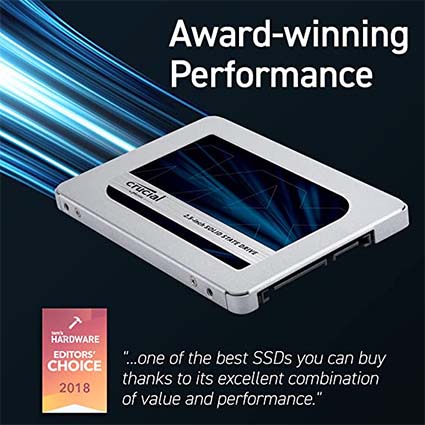 Award-winning
Performance
crucial
2.5-inch SOLID STATE DRIVE
tom's
HARDWARE
EDITORS'
CHOICE
2018
"...one of the best SSDs you can buy
thanks to its excellent combination
of value and performance."